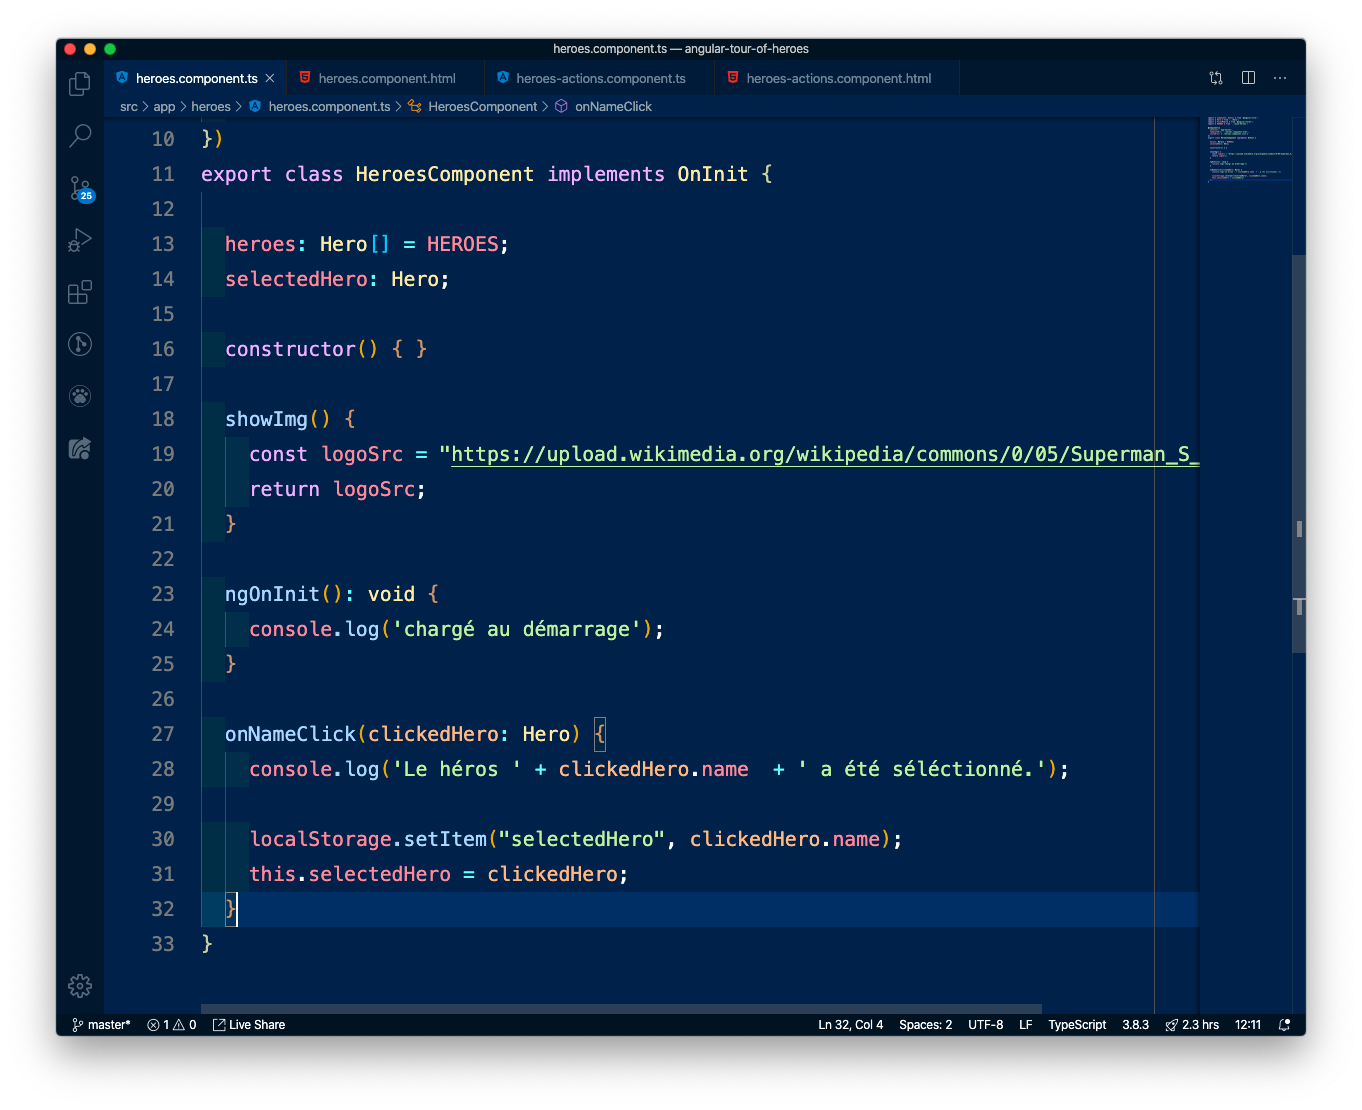 heroes.component.ts — angular-tour-of-heroes
heroes.component.ts heroes.component.html heroes-actions.component.ts heroes-actions.component.html
src > app > heroes > heroes.component.ts > HeroesComponent > onNameClick
25
10 })
11 export class HeroesComponent implements OnInit {
12
13 heroes: Hero[] = HEROES;
14 selectedHero: Hero;
15
16 constructor() { }
17
18 showImg() {
19 const logoSrc = "https://upload.wikimedia.org/wikipedia/commons/0/05/Superman_S_
20 return logoSrc;
21 }
22
23 ngOnInit(): void {
24 console.log('chargé au démarrage');
25 }
26
27 onNameClick(clickedHero: Hero) {
28 console.log('Le héros ' + clickedHero.name  + ' a été séléctionné.');
29
30 localStorage.setItem("selectedHero", clickedHero.name);
31 this.selectedHero = clickedHero;
32 }
33 }
master* 1 0 Live Share Ln 32, Col 4 Spaces: 2 UTF-8 LF TypeScript 3.8.3 2.3 hrs 12:11